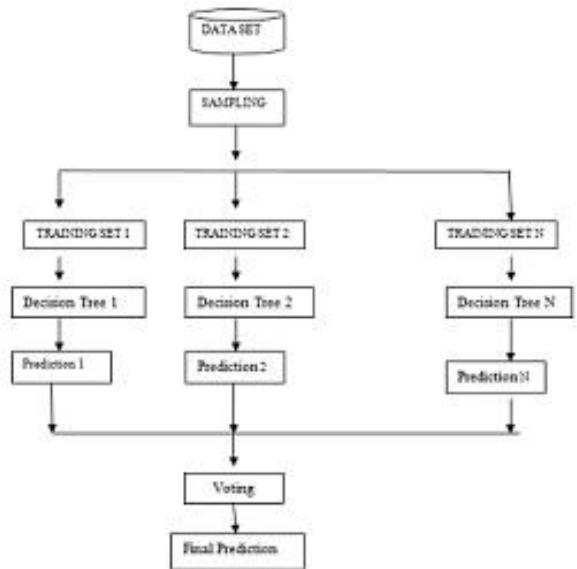 DATA SET
SAMPLING
TRAINING SET 1
TRAINING SET 2
TRAINING SET N
Decision Tree 1
Decision Tree 2
Decision Tree N
Prediction 1
Prediction 2
Prediction N
Voting
Final Prediction